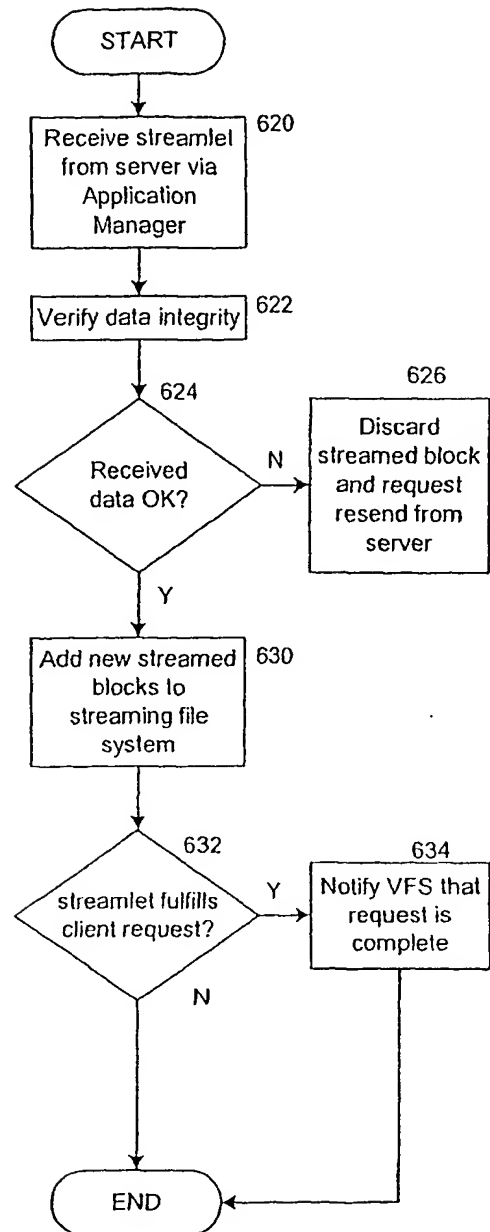 START
620
Receive streamlet
from server via
Application
Manager
Verify data integrity
622
624
626
Received
data OK?
N
Discard
streamed block
and request
resend from
server
Y
Add new streamed
blocks to
streaming file
system
630
632
634
streamlet fulfills
client request?
Y
Notify VFS that
request is
complete
N
END